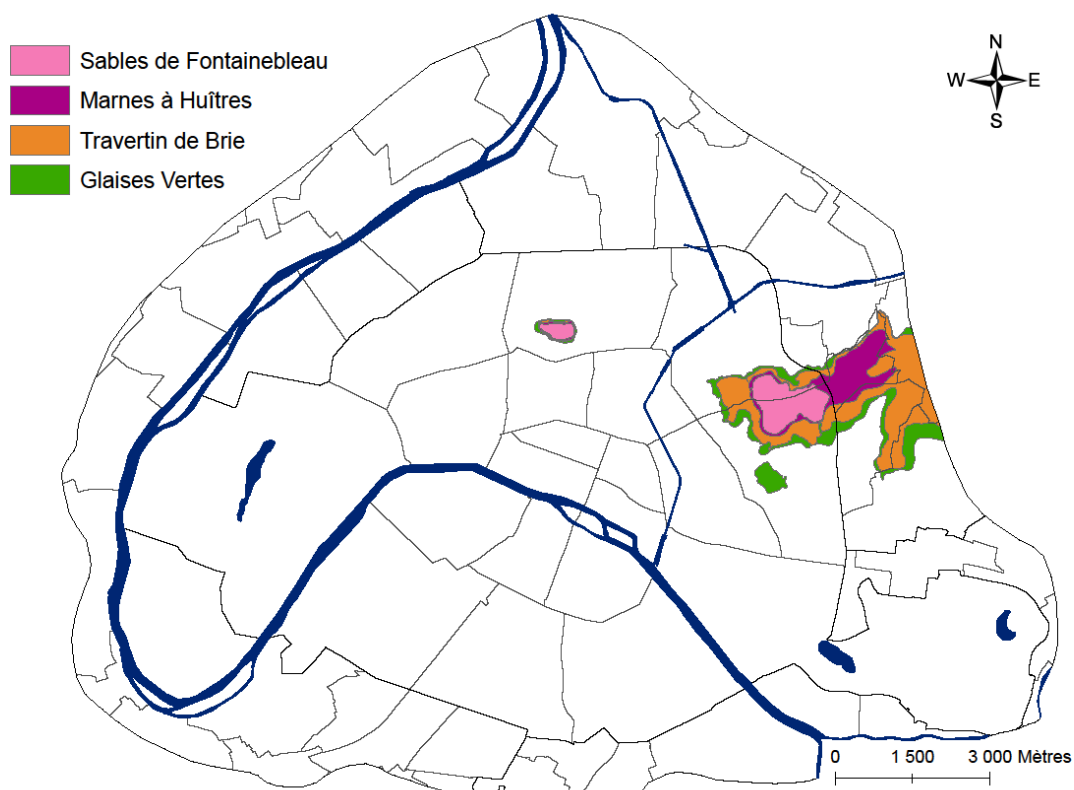 Sables de Fontainebleau
Marnes à Huîtres
Travertin de Brie
Glaises Vertes
N
W E
S
0 1 500 3 000 Mètres